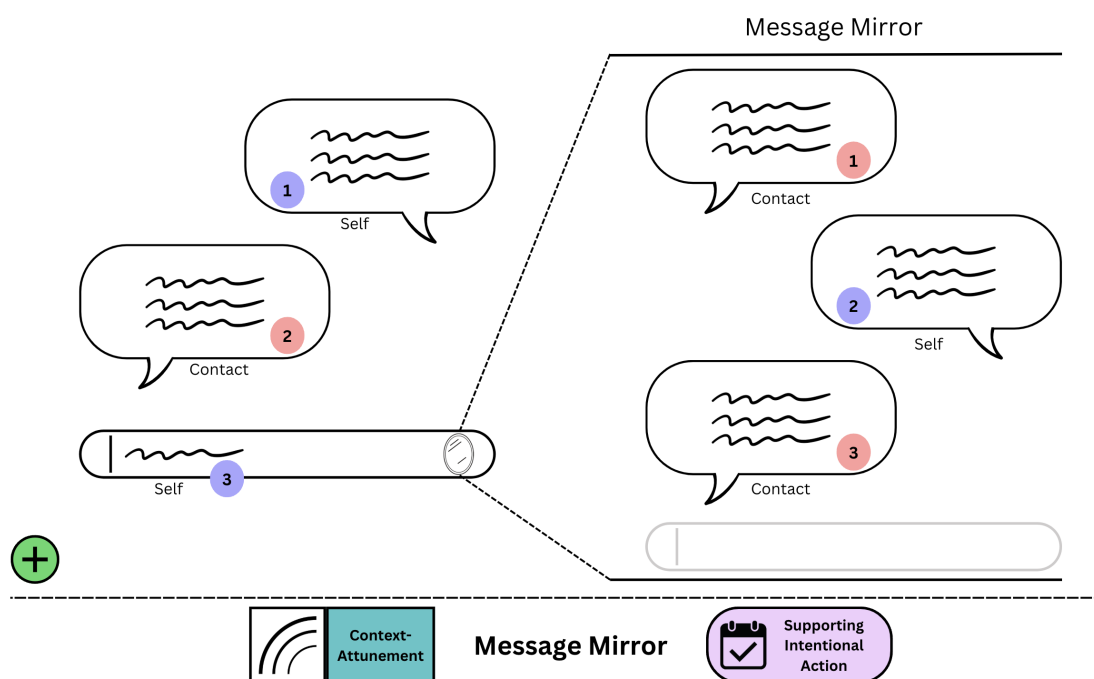 Message Mirror
1
Self
2
Contact
3
Self
1
Contact
2
Self
3
Contact
Context-
Attunement
Message Mirror
Supporting
Intentional
Action